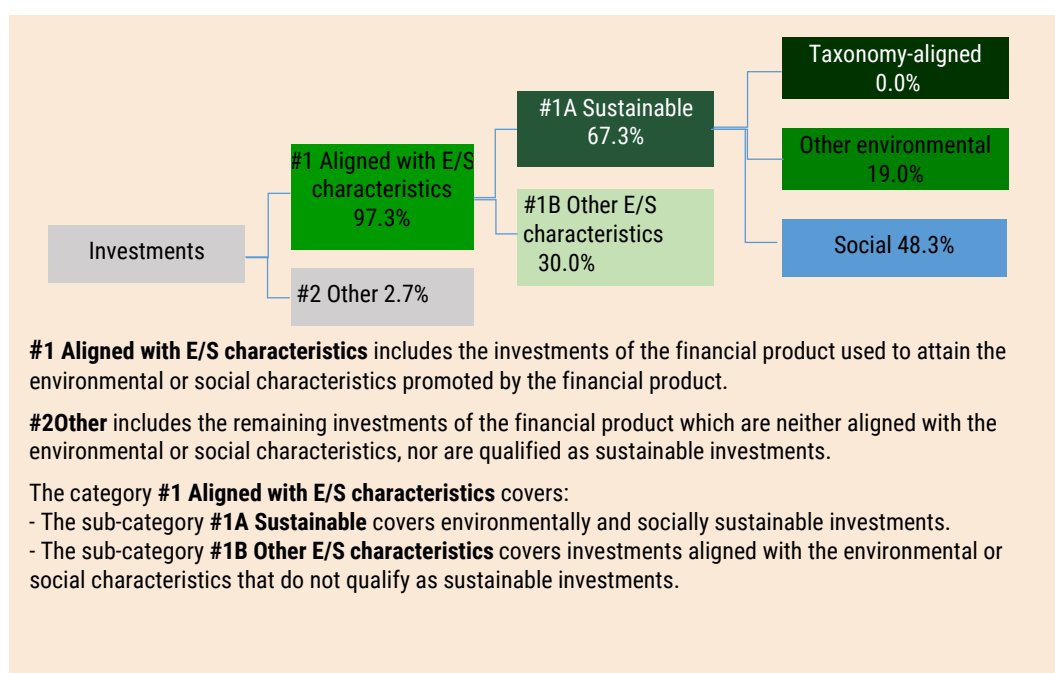 Investments
#1 Aligned with E/S
characteristics
97.3%
#2 Other 2.7%
#1A Sustainable
67.3%
#1B Other E/S
characteristics
30.0%
Taxonomy-aligned
0.0%
Other environmental
19.0%
Social 48.3%
#1 Aligned with E/S characteristics includes the investments of the financial product used to attain the
environmental or social characteristics promoted by the financial product.
#2Other includes the remaining investments of the financial product which are neither aligned with the
environmental or social characteristics, nor are qualified as sustainable investments.
The category #1 Aligned with E/S characteristics covers:
- The sub-category #1A Sustainable covers environmentally and socially sustainable investments.
- The sub-category #1B Other E/S characteristics covers investments aligned with the environmental or
social characteristics that do not qualify as sustainable investments.